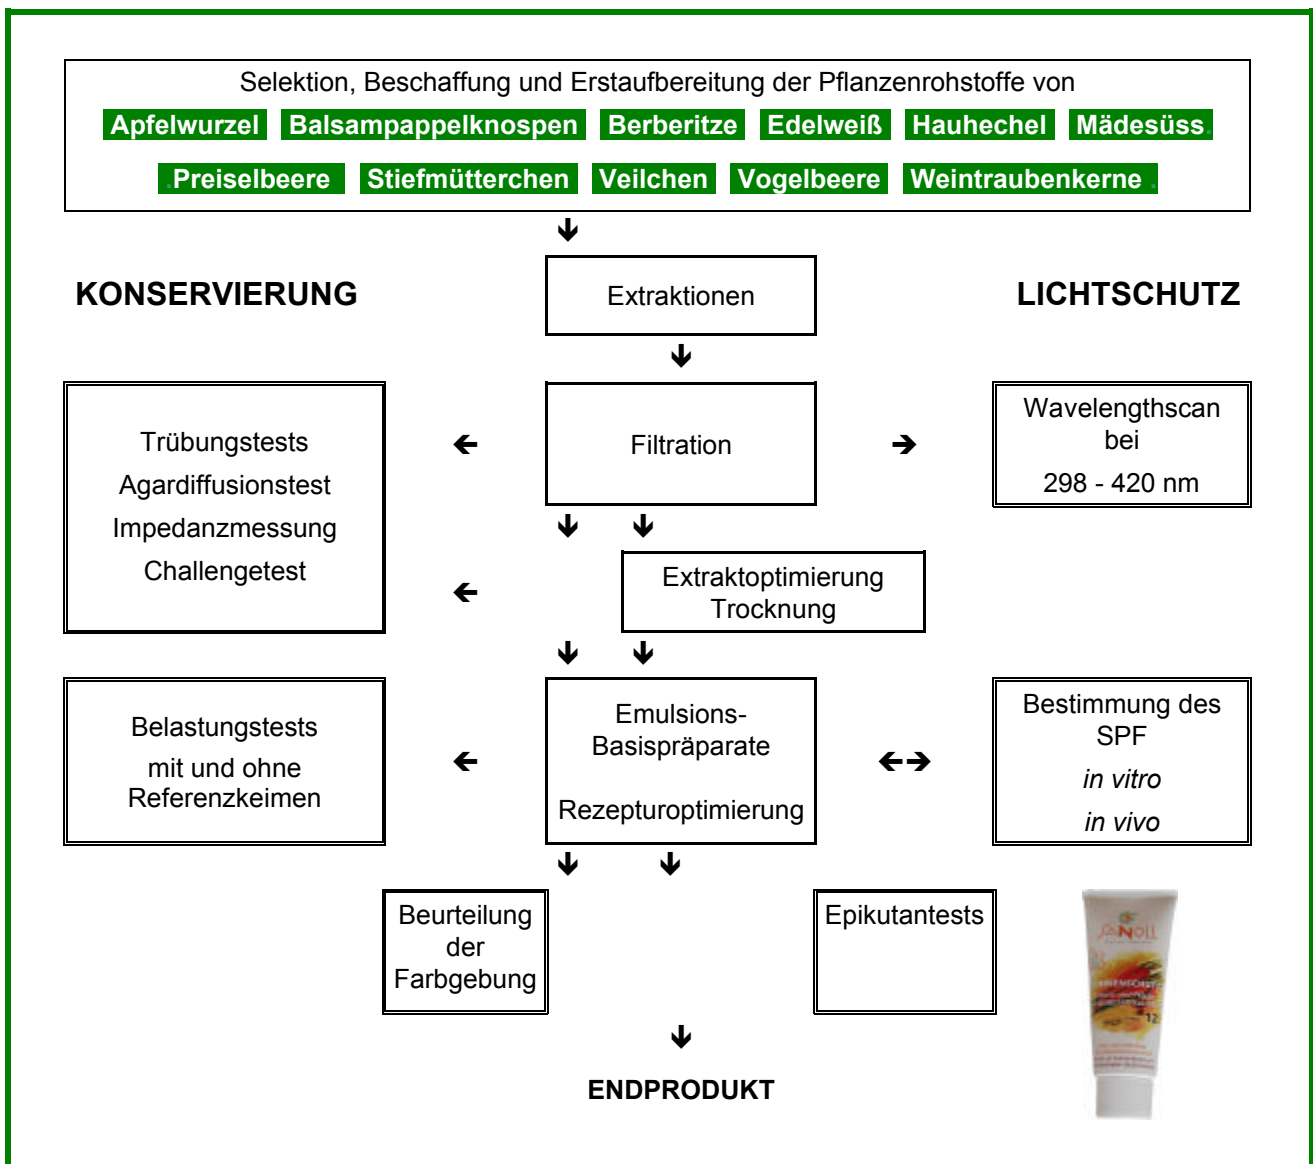 Selektion, Beschaffung und Erstaufbereitung der Pflanzenrohstoffe von
Apfelwurzel Balsampappelknospen Berberitze Edelweiß Hauhechel Mädesüss.
.Preiselbeere Stiefmütterchen Veilchen Vogelbeere Weintraubenkerne .
KONSERVIERUNG
Extraktionen
LICHTSCHUTZ
Trübungstests
Agardiffusionstest
Impedanzmessung
Challengetest
Filtration
Wavelengthscan
bei
298 - 420 nm
Extraktoptimierung
Trocknung
Belastungstests
mit und ohne
Referenzkeimen
Emulsions-
Basispräparate
Rezepturoptimierung
Bestimmung des
SPF
in vitro
in vivo
Beurteilung
der
Farbgebung
Epikutantests
SANOLL
12
ENDPRODUKT